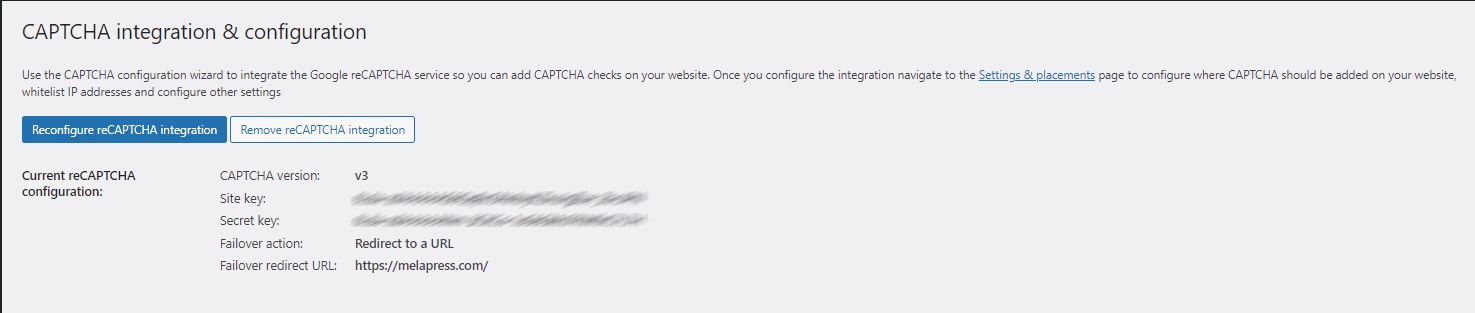 CAPTCHA integration & configuration
Use the CAPTCHA configuration wizard to integrate the Google reCAPTCHA service so you can add CAPTCHA checks on your website. Once you configure the integration navigate to the Settings & placements page to configure where CAPTCHA should be added on your website,
whitelist IP addresses and configure other settings
Reconfigure reCAPTCHA integration Remove reCAPTCHA integration
Current reCAPTCHA CAPTCHA version: v3
configuration:
Site key:
Secret key:
Failover action: Redirect to a URL
Failover redirect URL: https://melapress.com/